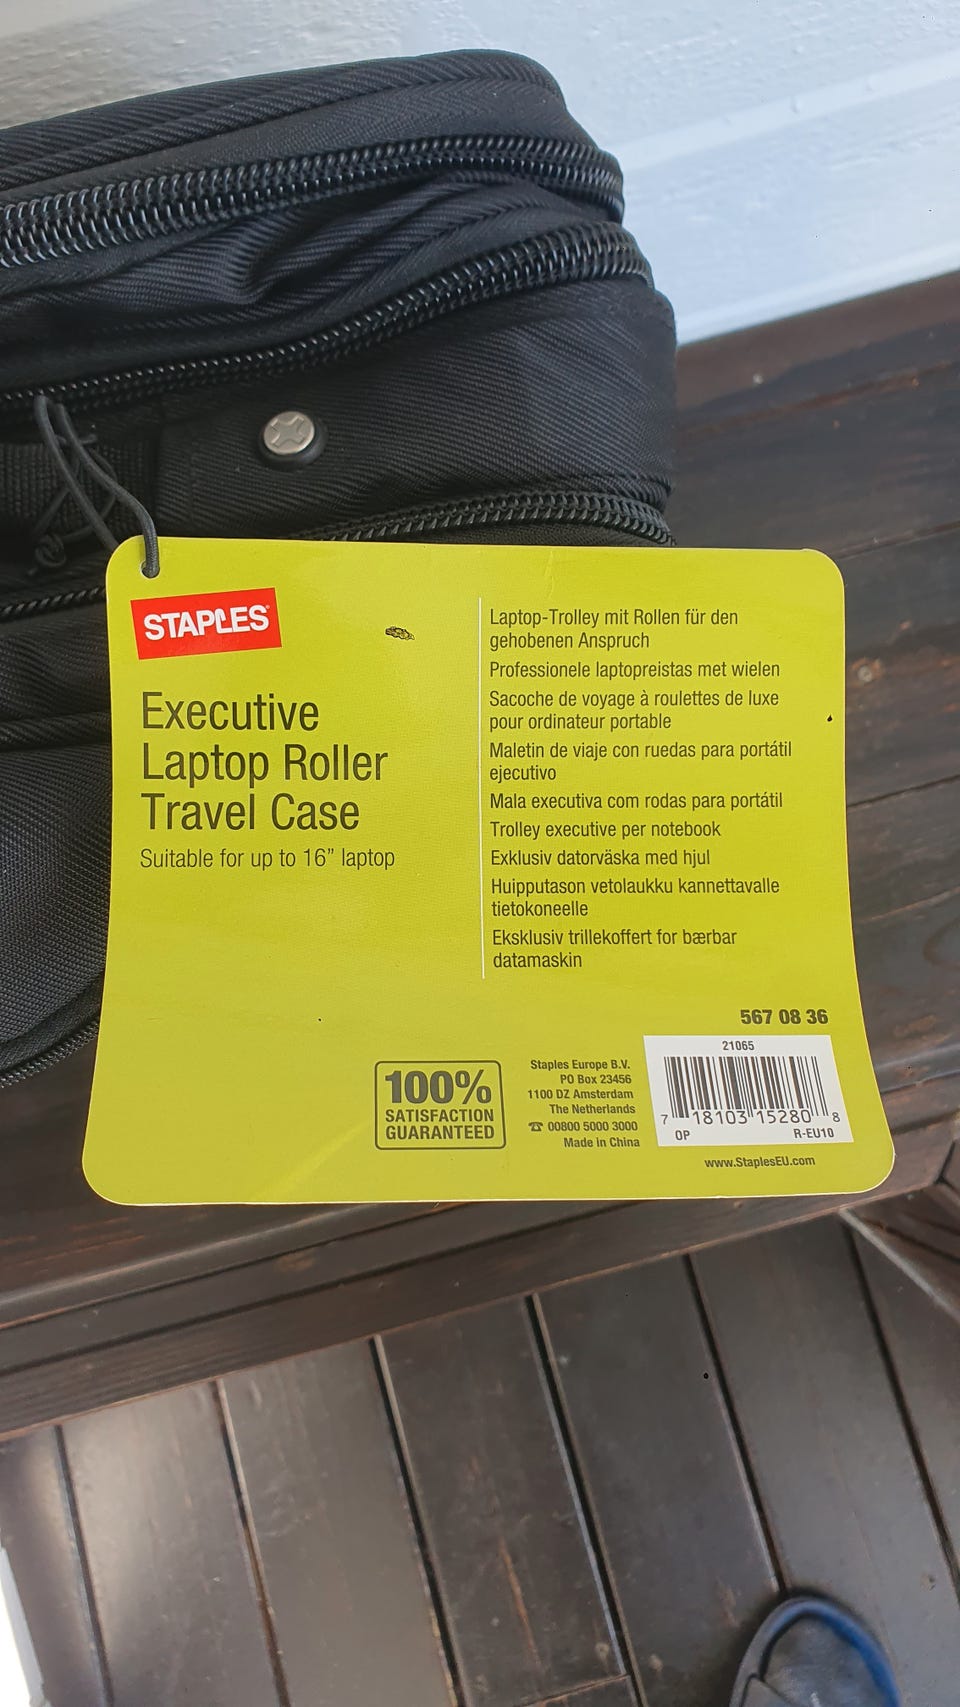 STAPLES
Executive
Laptop Roller
Travel Case
Suitable for up to 16” laptop
Laptop-Trolley mit Rollen für den
gehobenen Anspruch
Professionele laptopreistas met wielen
Sacoche de voyage à roulettes de luxe
pour ordinateur portable
Maletin de viaje con ruedas para portátil
ejecutivo
Mala executiva com rodas para portátil
Trolley executive per notebook
Exklusiv datorväska med hjul
Huipputason vetolaukku kannettavalle
tietokoneelle
Eksklusiv trillekoffert for bærbar
datamaskin
100%
SATISFACTION
GUARANTEED
Staples Europe B.V.
PO Box 23456
1100 DZ Amsterdam
The Netherlands
☎ 00800 5000 3000
Made in China
567 08 36
21065
7 18103 15280 8
OP R-EU10
www.StaplesEU.com